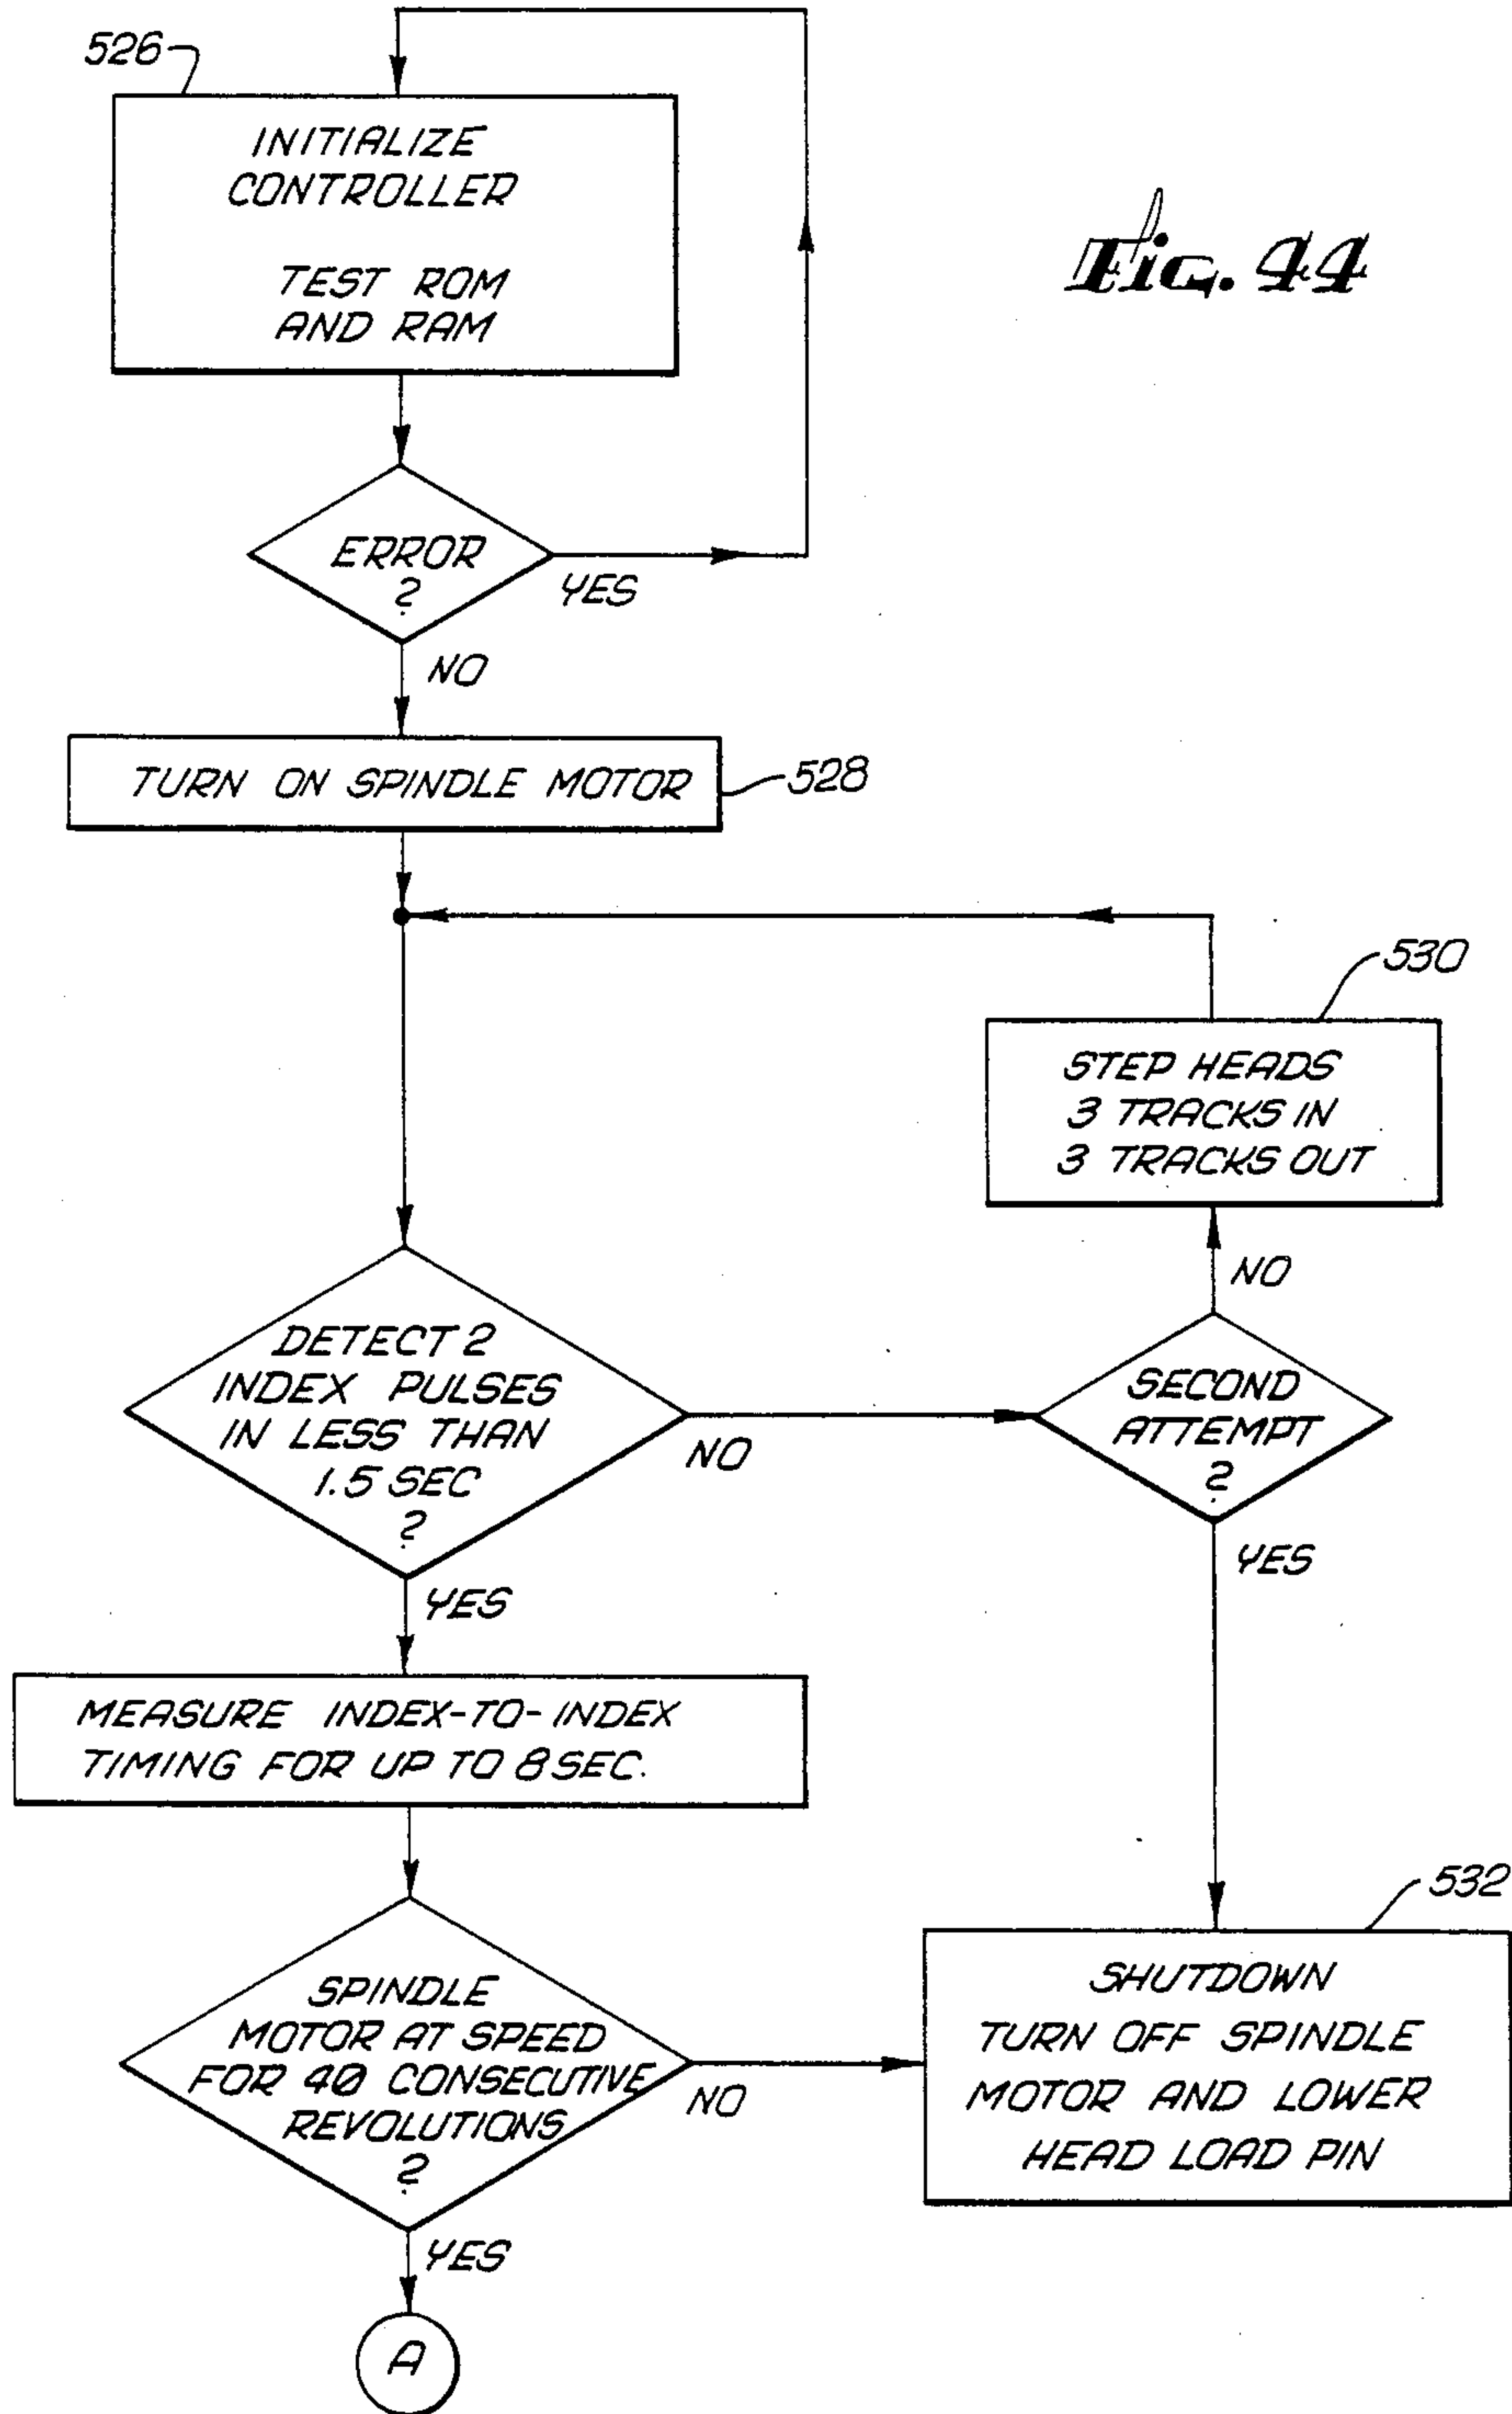 526
INITIALIZE
CONTROLLER
TEST ROM
AND RAM
Fig. 44
ERROR
?
YES
NO
TURN ON SPINDLE MOTOR
528
530
STEP HEADS
3 TRACKS IN
3 TRACKS OUT
NO
DETECT 2
INDEX PULSES
IN LESS THAN
1.5 SEC
?
NO
SECOND
ATTEMPT
?
YES
YES
MEASURE INDEX-TO-INDEX
TIMING FOR UP TO 8 SEC.
532
SPINDLE
MOTOR AT SPEED
FOR 40 CONSECUTIVE
REVOLUTIONS
?
NO
SHUTDOWN
TURN OFF SPINDLE
MOTOR AND LOWER
HEAD LOAD PIN
YES
A